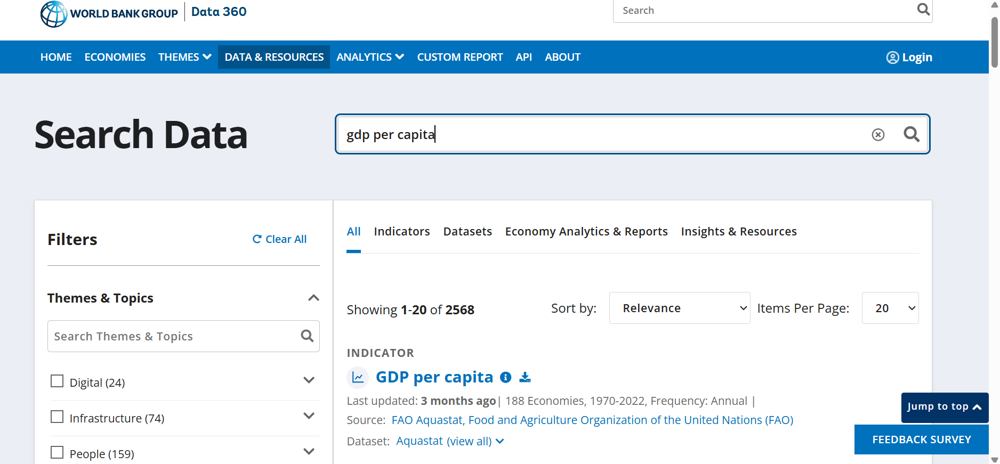 WORLD BANK GROUP Data 360
Search
HOME ECONOMIES THEMES DATA & RESOURCES ANALYTICS CUSTOM REPORT API ABOUT Login
Search Data
gdp per capita
Filters
Clear All
Themes & Topics
Search Themes & Topics
Digital (24)
Infrastructure (74)
People (159)
All Indicators Datasets Economy Analytics & Reports Insights & Resources
Showing 1-20 of 2568 Sort by: Relevance Items Per Page: 20
INDICATOR
GDP per capita
Last updated: 3 months ago| 188 Economies, 1970-2022, Frequency: Annual |
Source: FAO Aquastat, Food and Agriculture Organization of the United Nations (FAO)
Dataset: Aquastat (view all)
Jump to top
FEEDBACK SURVEY